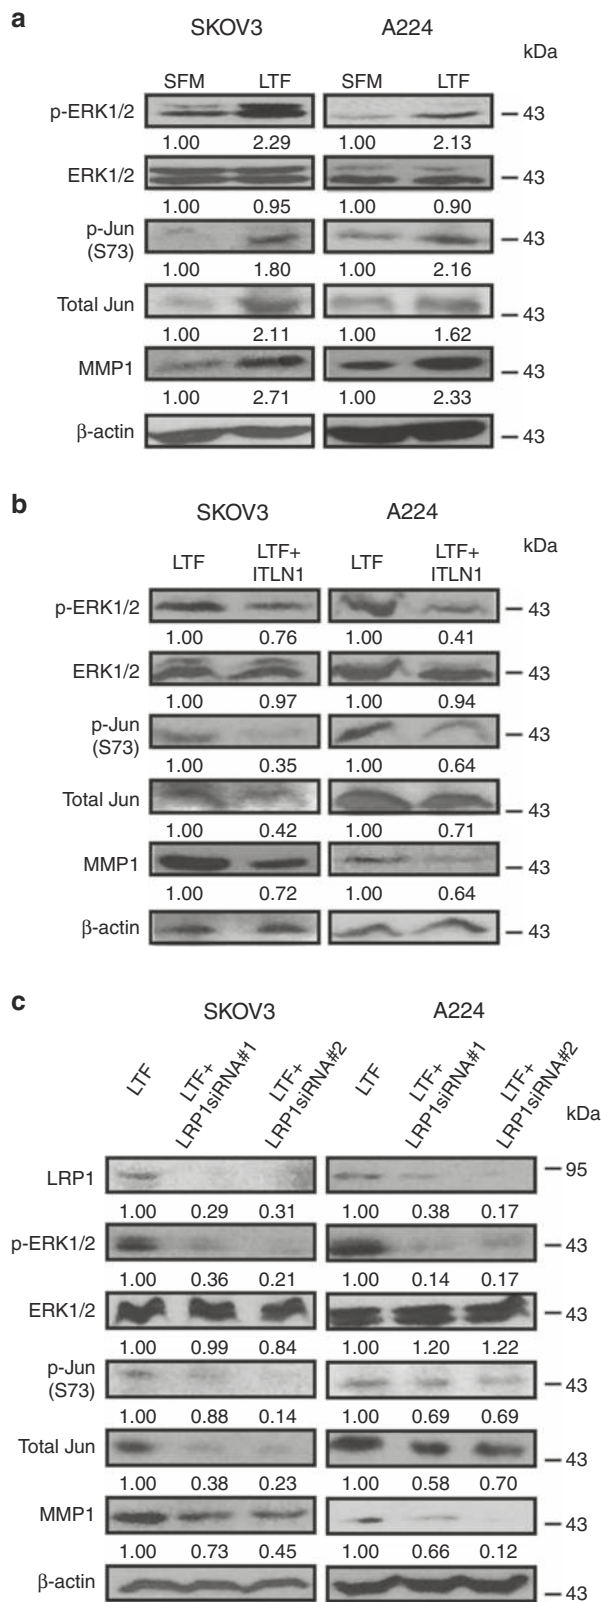 a
SKOV3 A224
kDa
SFM LTF SFM LTF
p-ERK1/2 43
1.00 2.29 1.00 2.13
ERK1/2 43
1.00 0.95 1.00 0.90
p-Jun
(S73) 43
1.00 1.80 1.00 2.16
Total Jun 43
1.00 2.11 1.00 1.62
MMP1 43
1.00 2.71 1.00 2.33
β-actin 43
b
SKOV3 A224
kDa
LTF LTF+ LTF LTF+
ITLN1 ITLN1
p-ERK1/2 43
1.00 0.76 1.00 0.41
ERK1/2 43
1.00 0.97 1.00 0.94
p-Jun
(S73) 43
1.00 0.35 1.00 0.64
Total Jun 43
1.00 0.42 1.00 0.71
MMP1 43
1.00 0.72 1.00 0.64
β-actin 43
c
SKOV3 A224
LTF LTF+ LTF+ LTF LTF+ LTF+
LRP1siRNA#1 LRP1siRNA#2 LRP1siRNA#1 LRP1siRNA#2
kDa
LRP1 95
1.00 0.29 0.31 1.00 0.38 0.17
p-ERK1/2 43
1.00 0.36 0.21 1.00 0.14 0.17
ERK1/2 43
1.00 0.99 0.84 1.00 1.20 1.22
p-Jun
(S73) 43
1.00 0.88 0.14 1.00 0.69 0.69
Total Jun 43
1.00 0.38 0.23 1.00 0.58 0.70
MMP1 43
1.00 0.73 0.45 1.00 0.66 0.12
β-actin 43